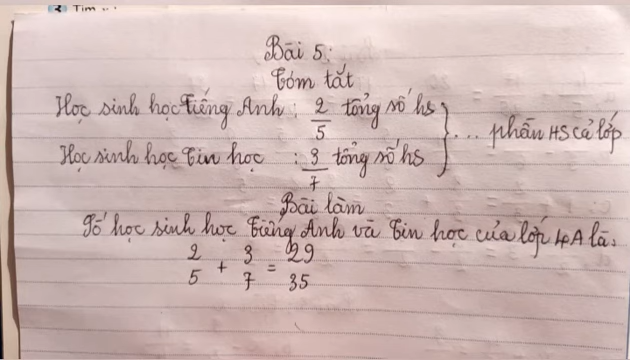 Tìm
Bài 5:
Tóm tắt
Học sinh học Tiếng Anh : 2/5 tổng số hs
Học sinh học Tin học : 3/7 tổng số hs
... phần HS cả lớp
Bài làm
Số học sinh học Tiếng Anh và Tin học của lớp 4A là:
2/5 + 3/7 = 29/35